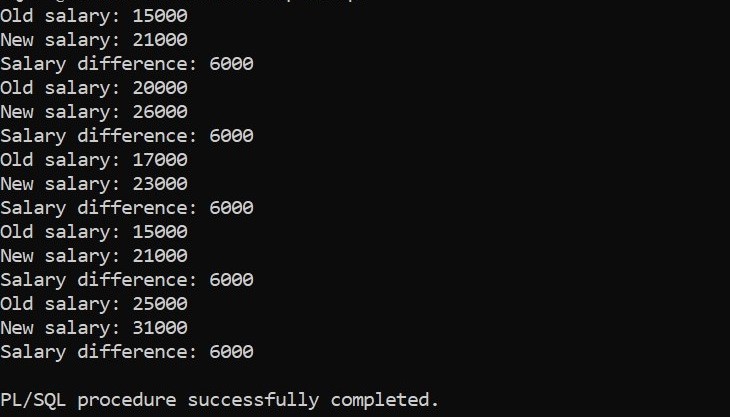 Old salary: 15000
New salary: 21000
Salary difference: 6000
Old salary: 20000
New salary: 26000
Salary difference: 6000
Old salary: 17000
New salary: 23000
Salary difference: 6000
Old salary: 15000
New salary: 21000
Salary difference: 6000
Old salary: 25000
New salary: 31000
Salary difference: 6000
PL/SQL procedure successfully completed.